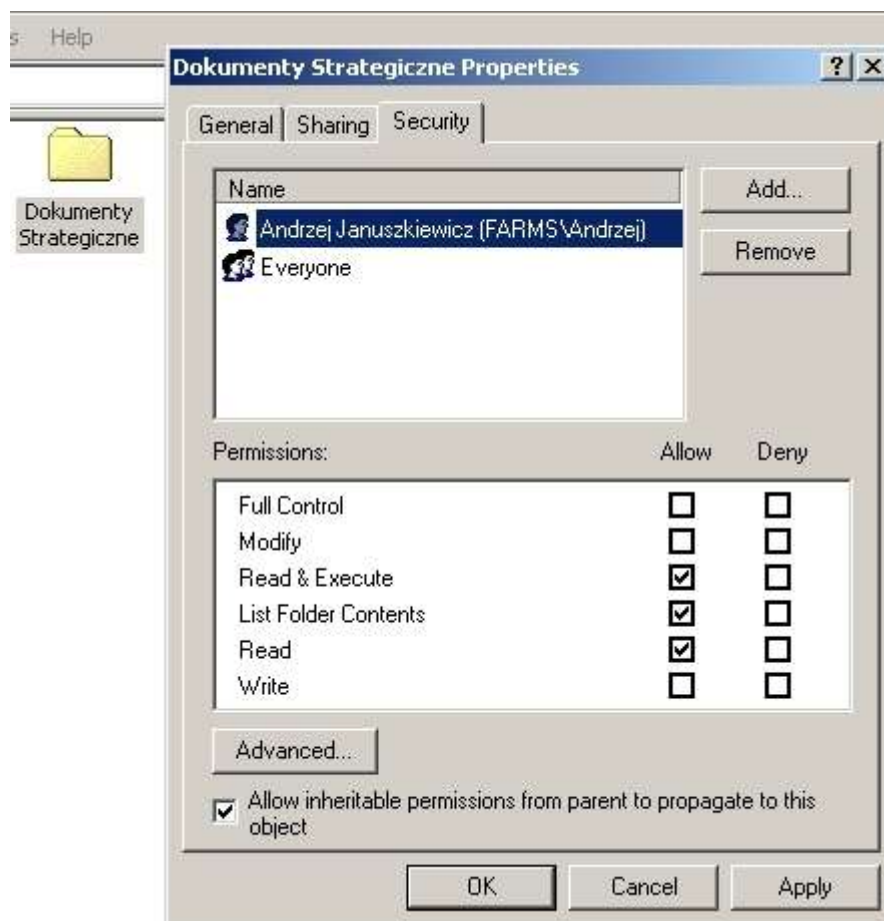 s Help
Dokumenty Strategiczne Properties
General Sharing Security
Dokumenty
Strategiczne
Name
Andrzej Januszkiewicz (FARMS\Andrzej)
Everyone
Add...
Remove
Permissions: Allow Deny
Full Control
Modify
Read & Execute
List Folder Contents
Read
Write
Advanced...
Allow inheritable permissions from parent to propagate to this
object
OK Cancel Apply